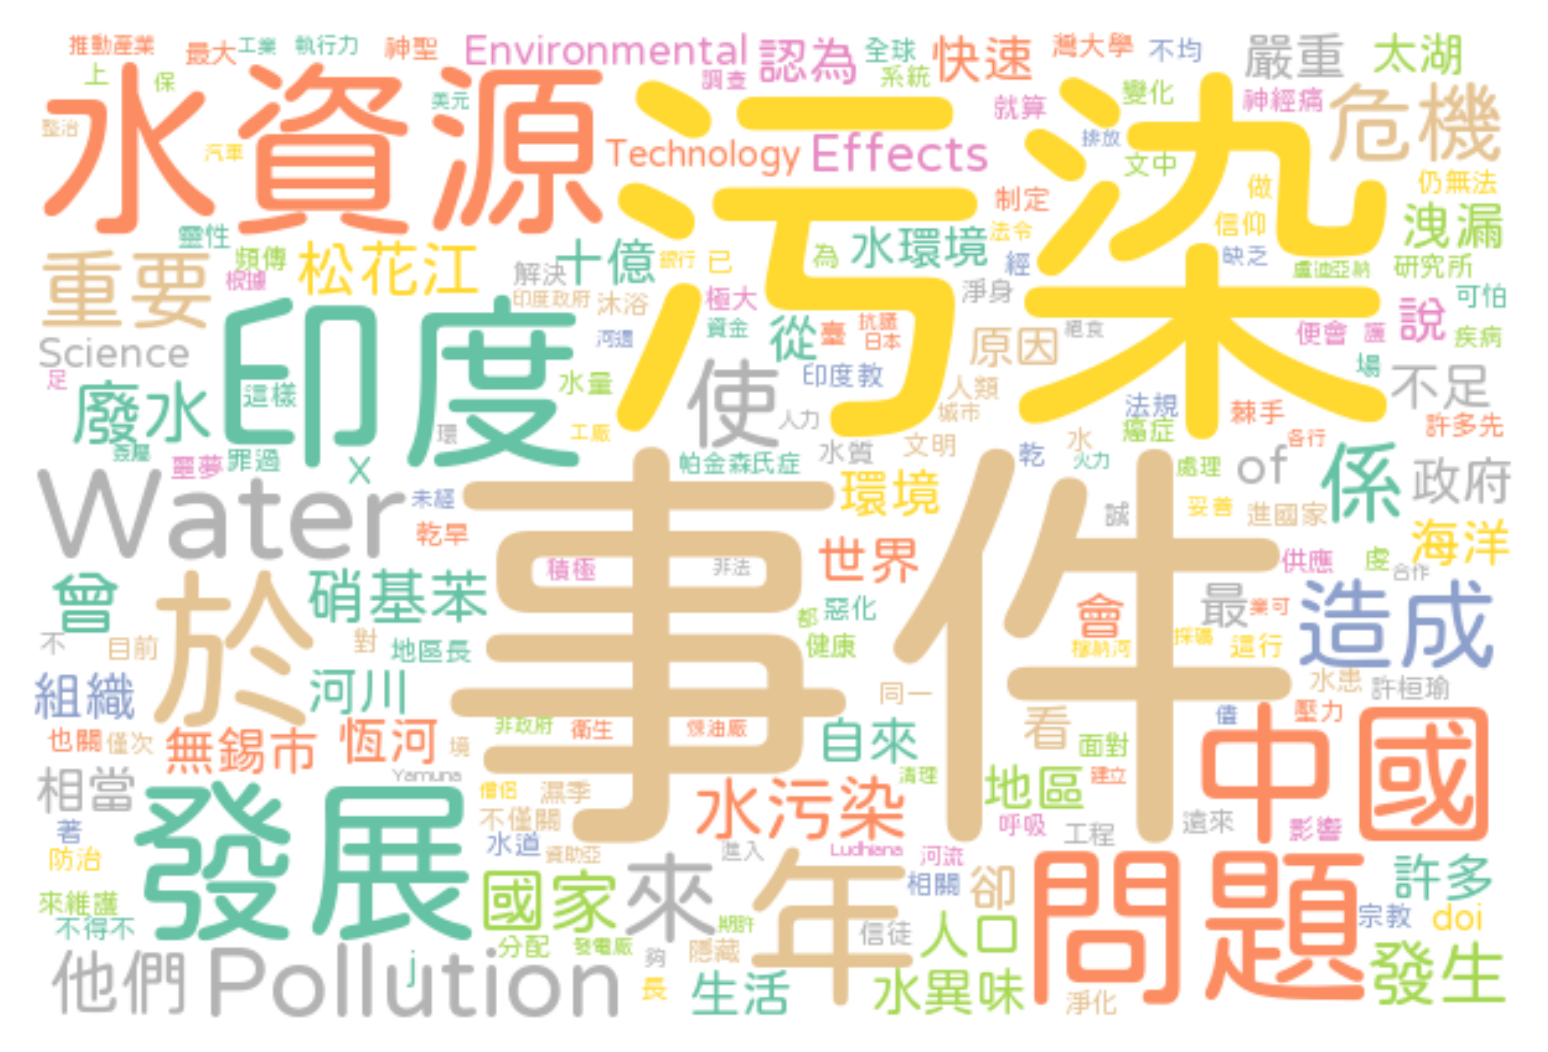 推動產業 最大 工業 執行力 神聖 Environmental 認為 全球 快速 灣大學 不均 嚴重 太湖
上 保 調查 系統
水資源 美元 污染 就算 變化 神經痛 危機
整治 汽車 Technology Effects 排放 文中
制定 做 仍無法
靈性 水環境 法令 信仰 洩漏
重要 頻傳 松花江 解決 十億 銀行 已 為 經 缺乏 盧迪亞納 研究所
根據 印度政府 沐浴 極大 淨身 可怕
印度 資金 從 臺 抗議 原因 絕食 便會 護 說 疾病
Science 河邊 日本
足 廢水 這樣 水量 使 印度教 人類 場 不足
環 工廠 人力 城市 法規 棘手 許多先
罪過 水質 文明 水 癌症 各行
噩夢 X 帕金森氏症 乾 火力 處理 of 係 政府
Water 未經 環境 誠 妥善 進國家
乾旱 事件 世界 供應 處 海洋
曾 於 硝基苯 積極 非法 合作
都 惡化 會 最 業可 造成
不 目前 對 地區長 健康 採礦 這行
組織 河川 同一 水患 許桓瑜
也關 僅次 無錫市 恆河 境 非政府 衛生 煉油廠 自來 看 面對 儘 壓力 中國
相當 Yamuna 僧侶 濕季 清理 地區 建立
發展 不僅關 水污染 呼吸 工程 遠來 影響
著 水道 資助亞 進入 Ludhiana 河流
防治 國家 來 年 相關 卻 問題 許多
來維護 不得不 分配 發電廠 期許 信徒 人口 宗教 doi
他們 Pollution j 夠 隱藏
長 生活 水異味 淨化 發生